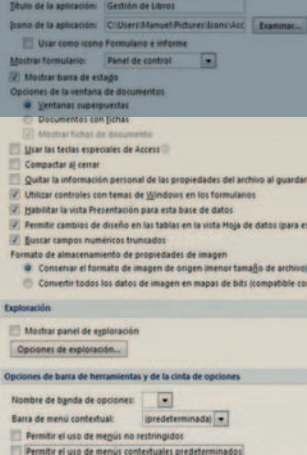 Título de la aplicación: Gestión de Libros
Icono de la aplicación: C:\Users\Manuel\Pictures\Icons\Acc Examinar...
Usar como icono Formulario e informe
Mostrar formulario: Panel de control
Mostrar barra de estado
Opciones de la ventana de documentos
Ventanas superpuestas
Documentos con fichas
Mostrar fichas de documento
Usar las teclas especiales de Access
Compactar al cerrar
Quitar la información personal de las propiedades del archivo al guardar
Utilizar controles con temas de Windows en los formularios
Habilitar la vista Presentación para esta base de datos
Permitir cambios de diseño en las tablas en la vista Hoja de datos (para es
Buscar campos numéricos truncados
Formato de almacenamiento de propiedades de imagen
Conservar el formato de imagen de origen (menor tamaño de archivo)
Convertir todos los datos de imagen en mapas de bits (compatible co
Exploración
Mostrar panel de exploración
Opciones de exploración...
Opciones de barra de herramientas y de la cinta de opciones
Nombre de banda de opciones:
Barra de menú contextual: (predeterminada)
Permitir el uso de menús no restringidos
Permitir el uso de menús contextuales predeterminados